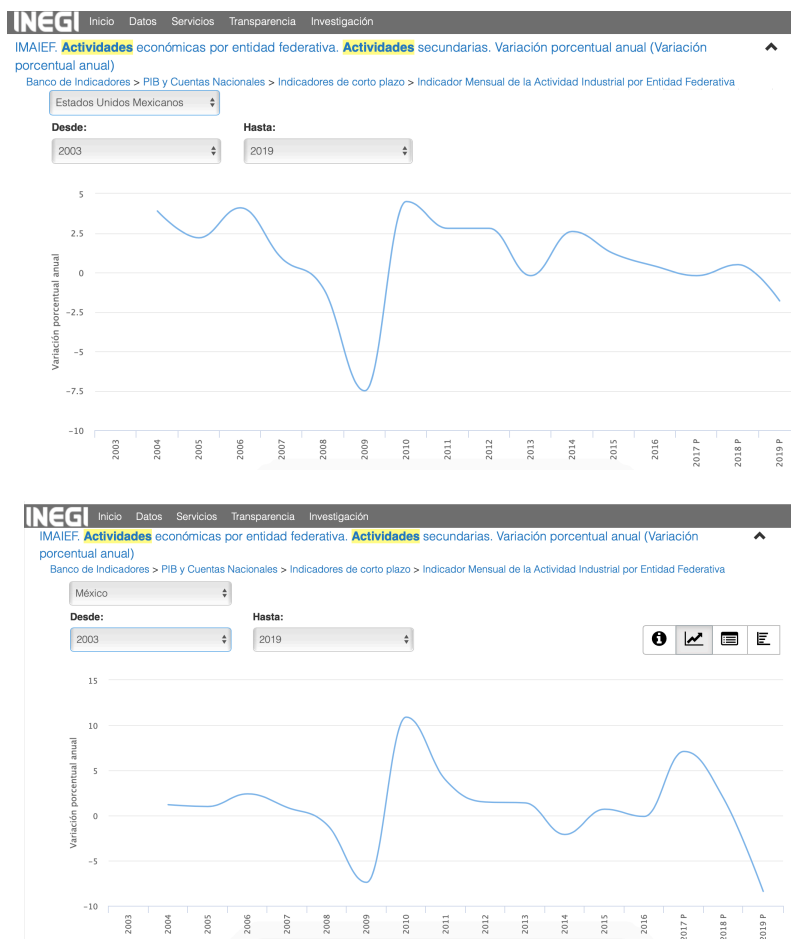 INEGI Inicio Datos Servicios Transparencia Investigación
IMAIEF. Actividades económicas por entidad federativa. Actividades secundarias. Variación porcentual anual (Variación
porcentual anual)
Banco de Indicadores > PIB y Cuentas Nacionales > Indicadores de corto plazo > Indicador Mensual de la Actividad Industrial por Entidad Federativa
Estados Unidos Mexicanos
Desde: Hasta:
2003 2019
Variación porcentual anual
5
2.5
0
−2.5
−5
−7.5
−10
2003 2004 2005 2006 2007 2008 2009 2010 2011 2012 2013 2014 2015 2016 2017 P 2018 P 2019 P
INEGI Inicio Datos Servicios Transparencia Investigación
IMAIEF. Actividades económicas por entidad federativa. Actividades secundarias. Variación porcentual anual (Variación
porcentual anual)
Banco de Indicadores > PIB y Cuentas Nacionales > Indicadores de corto plazo > Indicador Mensual de la Actividad Industrial por Entidad Federativa
México
Desde: Hasta:
2003 2019
Variación porcentual anual
15
10
5
0
−5
−10
2003 2004 2005 2006 2007 2008 2009 2010 2011 2012 2013 2014 2015 2016 2017 P 2018 P 2019 P